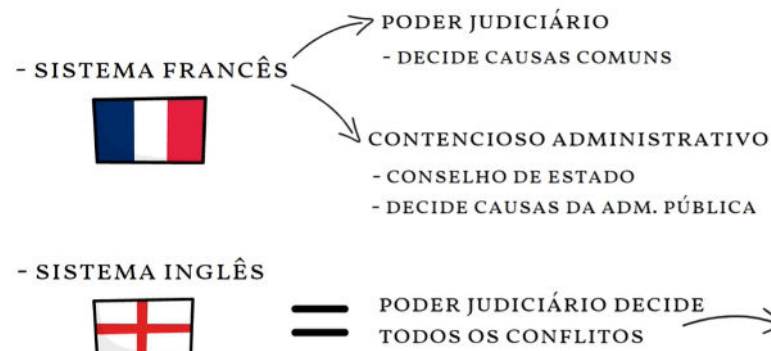 - SISTEMA FRANCÊS
PODER JUDICIÁRIO
- DECIDE CAUSAS COMUNS
CONTENCIOSO ADMINISTRATIVO
- CONSELHO DE ESTADO
- DECIDE CAUSAS DA ADM. PÚBLICA
- SISTEMA INGLÊS
=
PODER JUDICIÁRIO DECIDE
TODOS OS CONFLITOS